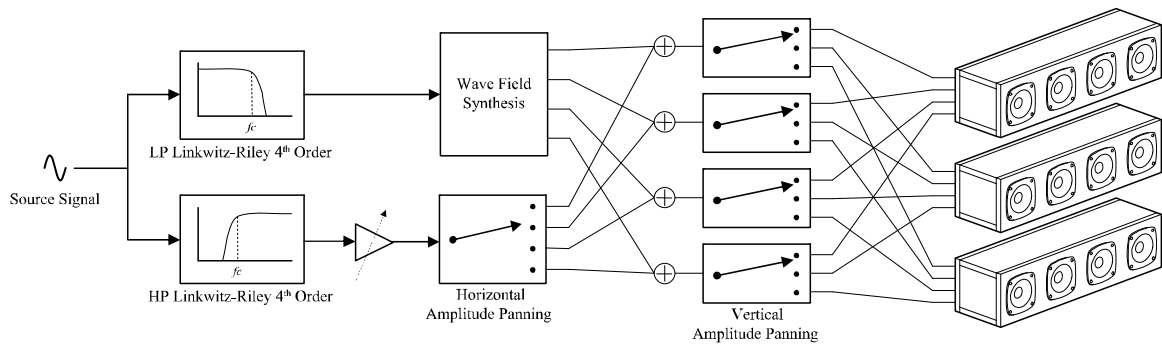 Source Signal
fc
LP Linkwitz-Riley 4th Order
fc
HP Linkwitz-Riley 4th Order
Wave Field
Synthesis
Horizontal
Amplitude Panning
Vertical
Amplitude Panning